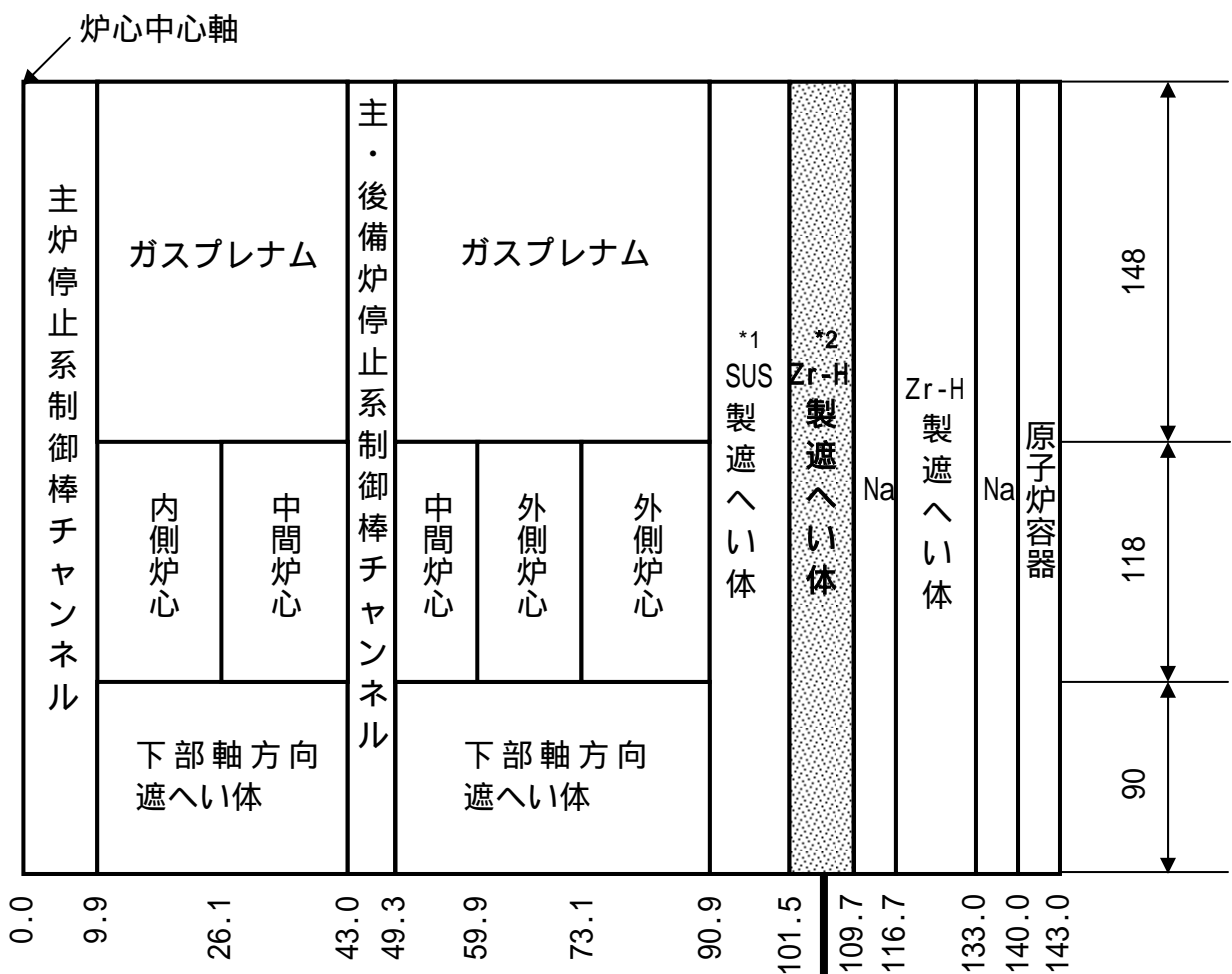 炉心中心軸
主炉停止系制御棒チャンネル
ガスプレナム
主・後備炉停止系制御棒チャンネル
ガスプレナム
*1
SUS
製遮へい体
*2
Zr-H
製遮へい体
Na
Zr-H
製遮へい体
Na
原子炉容器
148
内側炉心
中間炉心
中間炉心
外側炉心
外側炉心
118
下部軸方向
遮へい体
下部軸方向
遮へい体
90
0.0
9.9
26.1
43.0
49.3
59.9
73.1
90.9
101.5
109.7
116.7
133.0
140.0
143.0